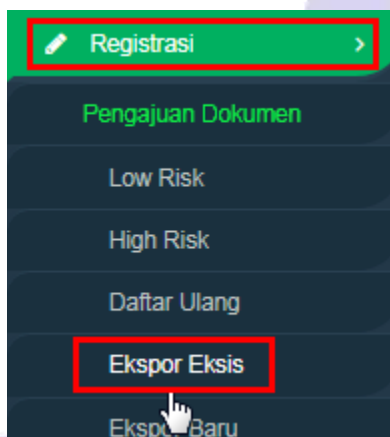 Registrasi
Pengajuan Dokumen
Low Risk
High Risk
Daftar Ulang
Ekspor Eksis
Ekspor Baru